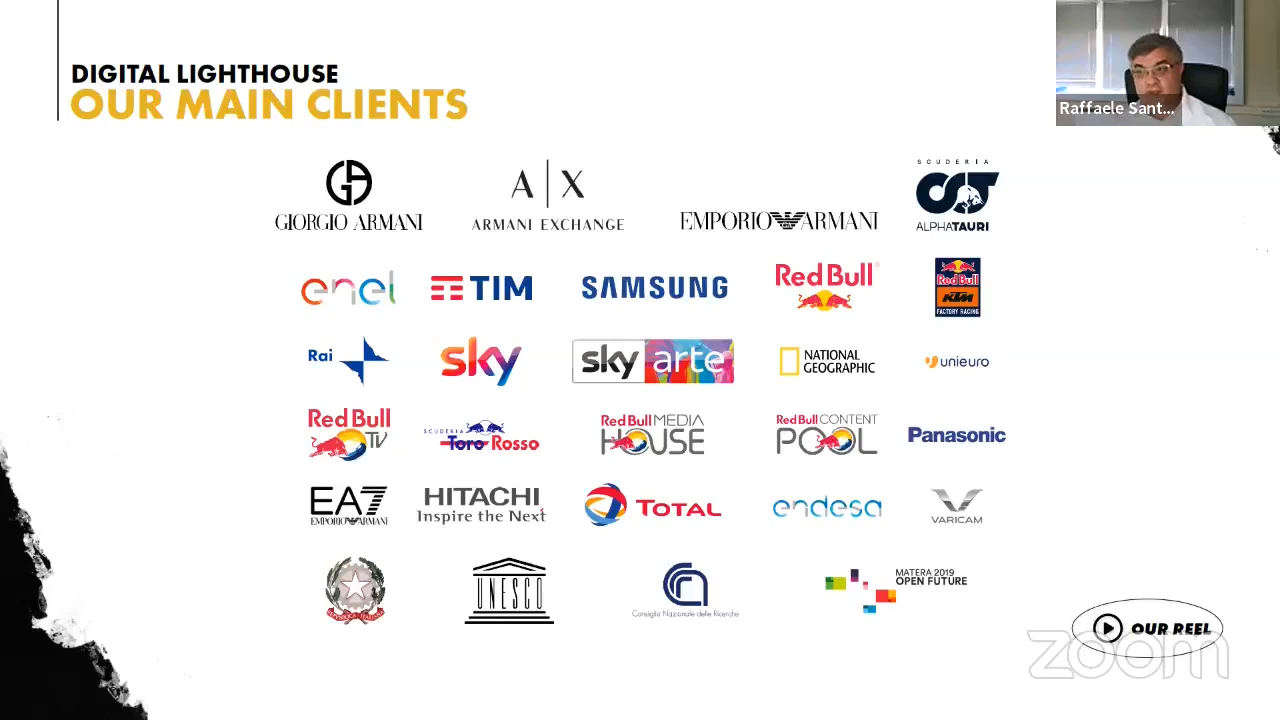 DIGITAL LIGHTHOUSE
OUR MAIN CLIENTS
Raffaele Sant...
GIORGIO ARMANI
A|X
ARMANI EXCHANGE
EMPORIO ARMANI
SCUDERIA
ALPHATAURI
enel
TIM
SAMSUNG
Red Bull
Red Bull
KTM
FACTORY RACING
Rai
sky
sky arte
NATIONAL
GEOGRAPHIC
unieuro
Red Bull
TV
SCUDERIA
Toro Rosso
Red Bull MEDIA
HOUSE
Red Bull CONTENT
POOL
Panasonic
EA7
EMPORIO ARMANI
HITACHI
Inspire the Next
TOTAL
endesa
VARICAM
REPVBBLICA ITALIANA
UNESCO
Consiglio Nazionale delle Ricerche
MATERA 2019
OPEN FUTURE
OUR REEL
zoom